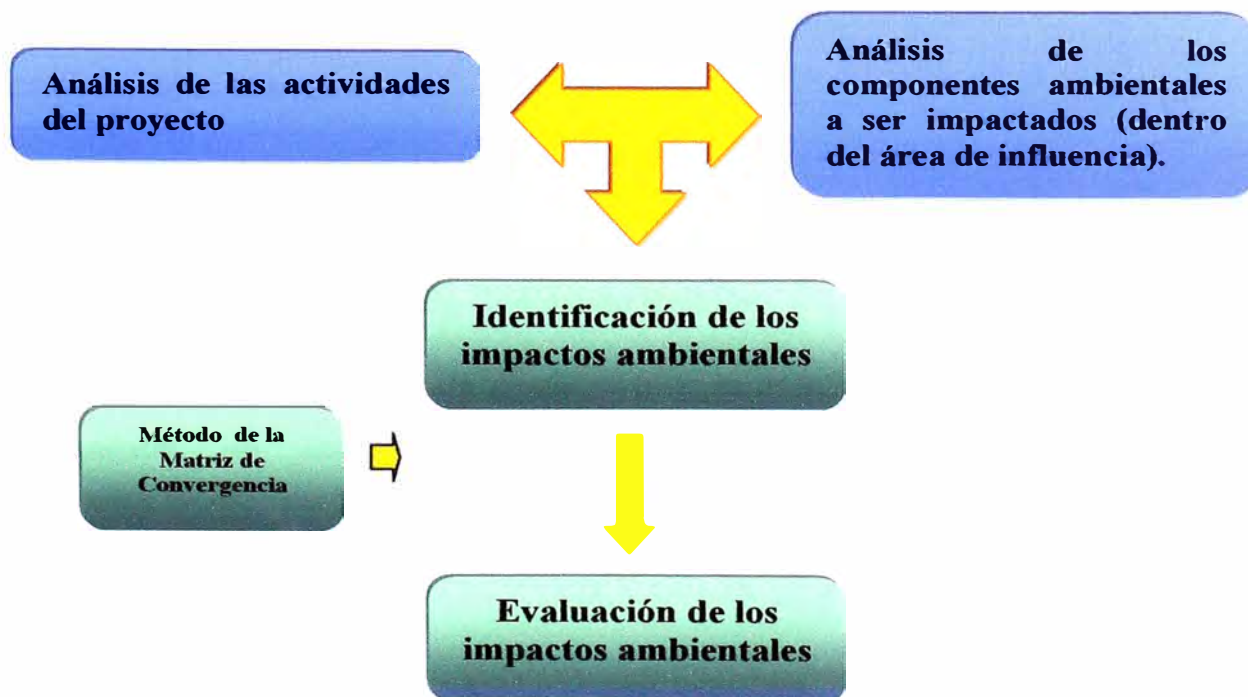 Análisis de las actividades
del proyecto
Análisis de los
componentes ambientales
a ser impactados (dentro
del área de influencia).
Identificación de los
impactos ambientales
Método de la
Matriz de
Convergencia
Evaluación de los
impactos ambientales